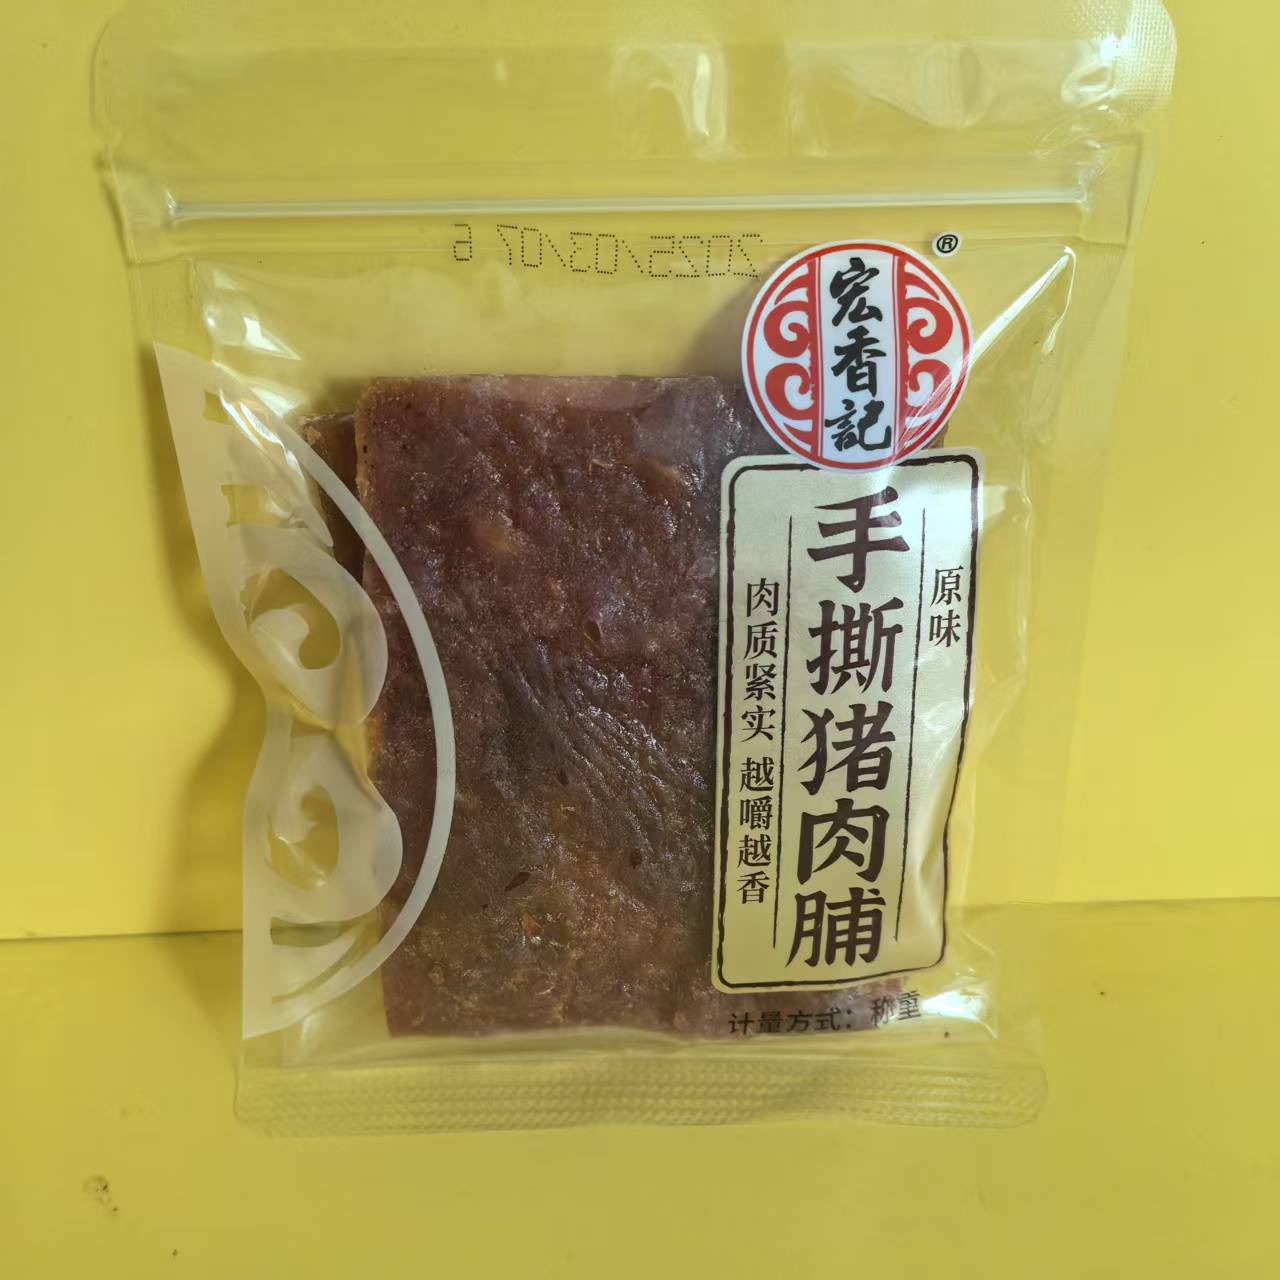 2025/03/07 6
宏香記
®
原味
手撕猪肉脯
肉质紧实 越嚼越香
计量方式：称重